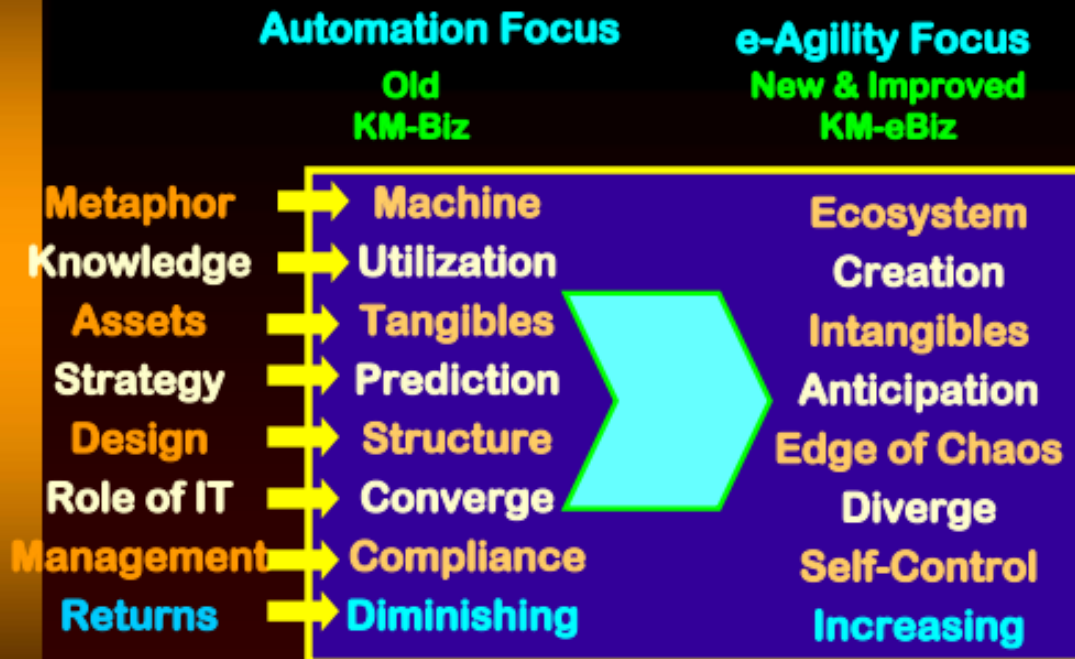 Automation Focus
e-Agility Focus
Old
New & Improved
KM-Biz
KM-eBiz
Metaphor Machine Ecosystem
Knowledge Utilization Creation
Assets Tangibles Intangibles
Strategy Prediction Anticipation
Design Structure Edge of Chaos
Role of IT Converge Diverge
Management Compliance Self-Control
Returns Diminishing Increasing